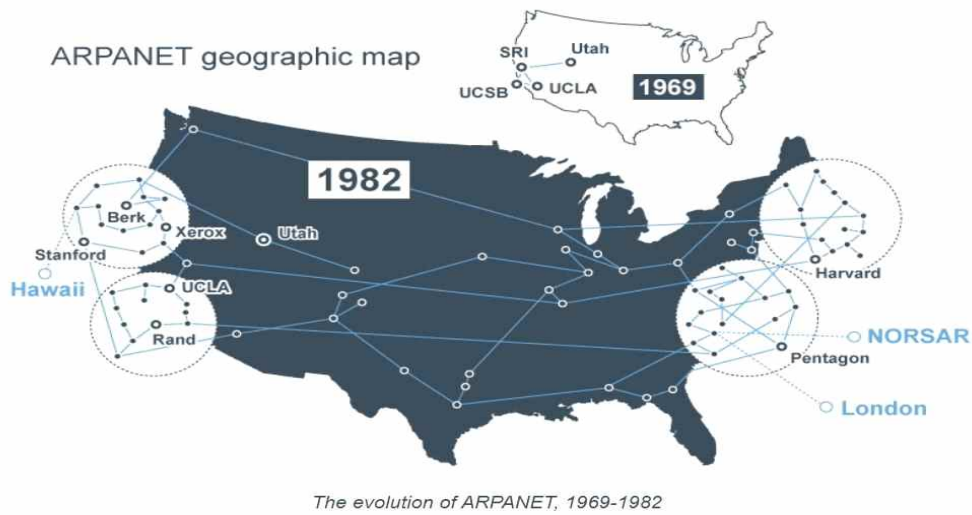 ARPANET geographic map
SRI
Utah
UCSB
UCLA
1969
1982
Berk
Xerox
Stanford
Utah
Hawaii
UCLA
Rand
Harvard
NORSAR
Pentagon
London
The evolution of ARPANET, 1969-1982